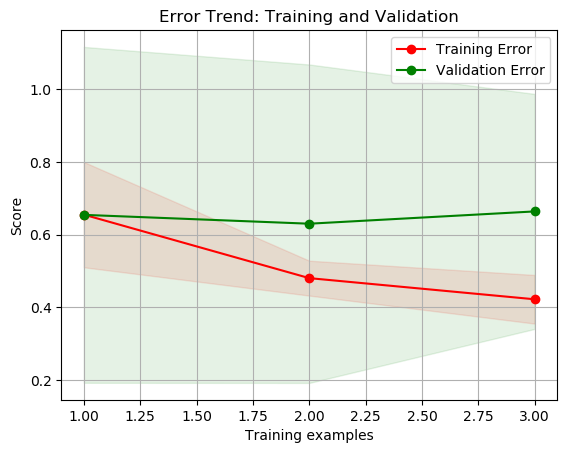 Error Trend: Training and Validation
Training Error
Validation Error
Score
1.0
0.8
0.6
0.4
0.2
1.00 1.25 1.50 1.75 2.00 2.25 2.50 2.75 3.00
Training examples